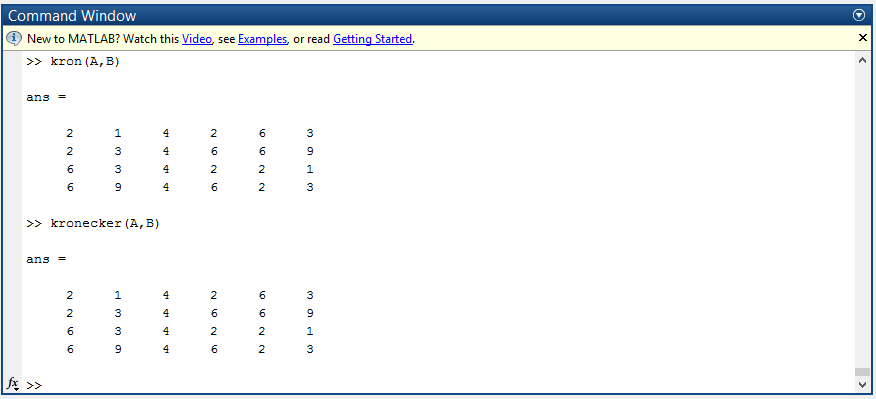 Command Window
New to MATLAB? Watch this Video, see Examples, or read Getting Started.
>> kron(A,B)
ans =
2 1 4 2 6 3
2 3 4 6 6 9
6 3 4 2 2 1
6 9 4 6 2 3
>> kronecker(A,B)
ans =
2 1 4 2 6 3
2 3 4 6 6 9
6 3 4 2 2 1
6 9 4 6 2 3
fx >>